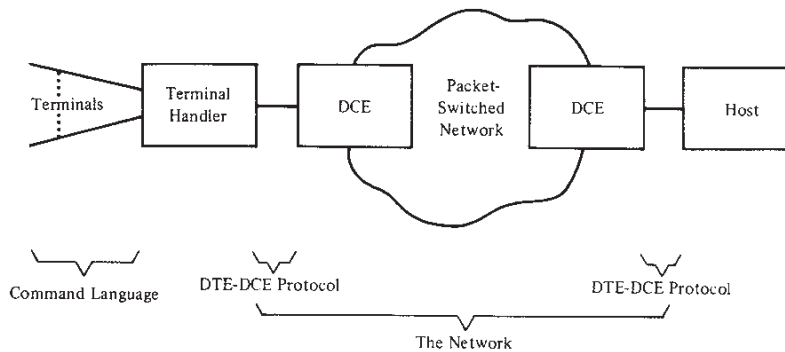 Terminals
Terminal
Handler
DCE
Packet-
Switched
Network
DCE
Host
Command Language
DTE-DCE Protocol
DTE-DCE Protocol
The Network